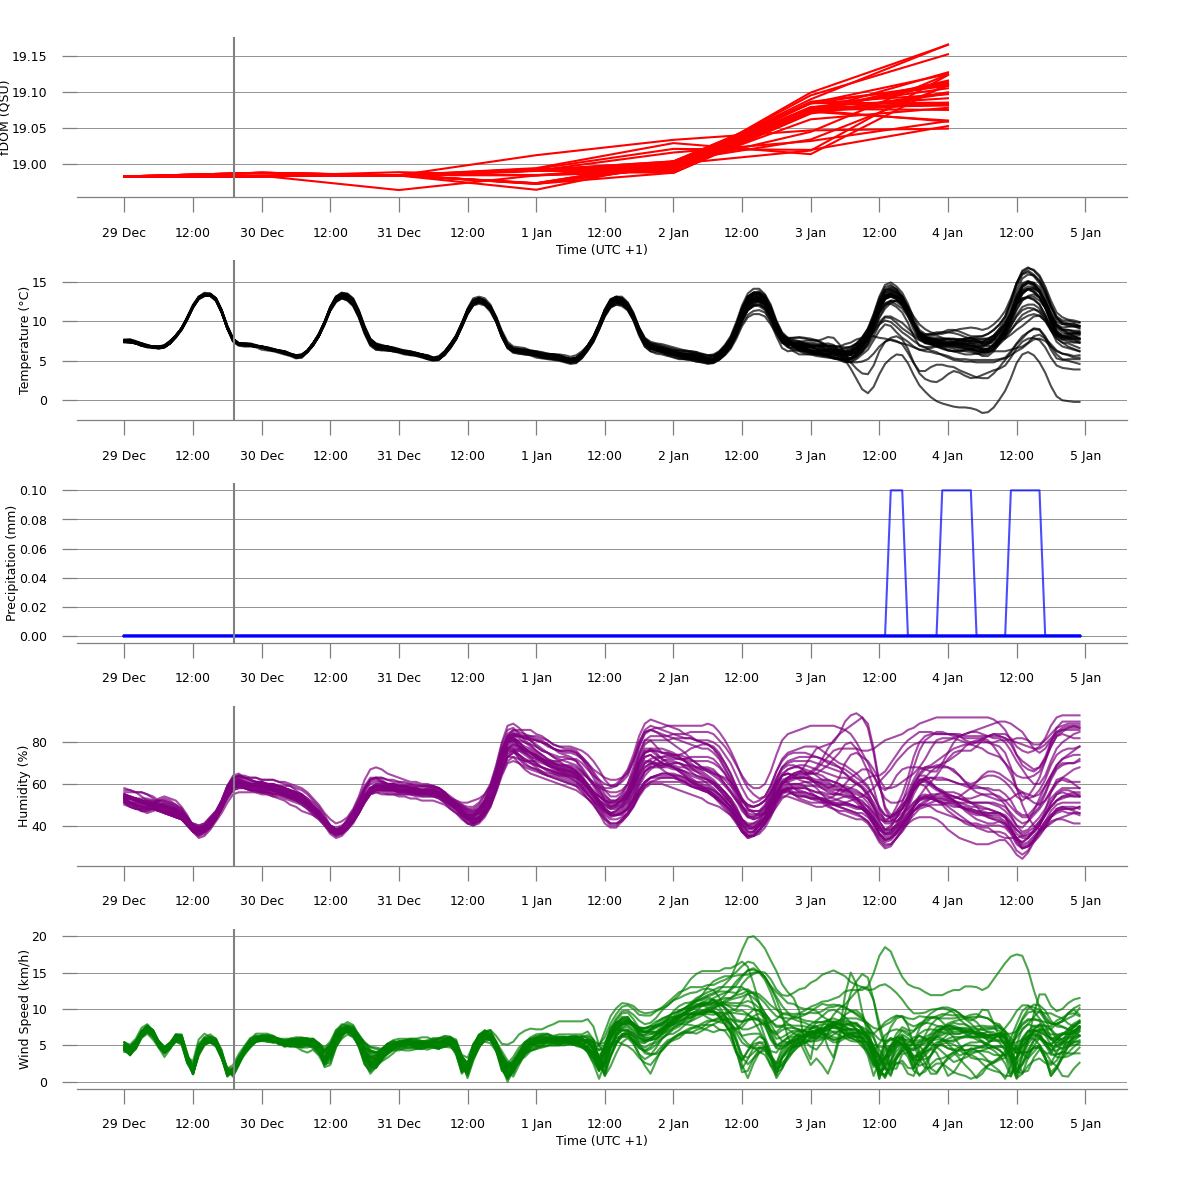 fDOM (QSU)
19.15
19.10
19.05
19.00
29 Dec 12:00 30 Dec 12:00 31 Dec 12:00 1 Jan 12:00 2 Jan 12:00 3 Jan 12:00 4 Jan 12:00 5 Jan
Time (UTC +1)
Temperature (°C)
15
10
5
0
29 Dec 12:00 30 Dec 12:00 31 Dec 12:00 1 Jan 12:00 2 Jan 12:00 3 Jan 12:00 4 Jan 12:00 5 Jan
Precipitation (mm)
0.10
0.08
0.06
0.04
0.02
0.00
29 Dec 12:00 30 Dec 12:00 31 Dec 12:00 1 Jan 12:00 2 Jan 12:00 3 Jan 12:00 4 Jan 12:00 5 Jan
Humidity (%)
80
60
40
29 Dec 12:00 30 Dec 12:00 31 Dec 12:00 1 Jan 12:00 2 Jan 12:00 3 Jan 12:00 4 Jan 12:00 5 Jan
Wind Speed (km/h)
20
15
10
5
0
29 Dec 12:00 30 Dec 12:00 31 Dec 12:00 1 Jan 12:00 2 Jan 12:00 3 Jan 12:00 4 Jan 12:00 5 Jan
Time (UTC +1)